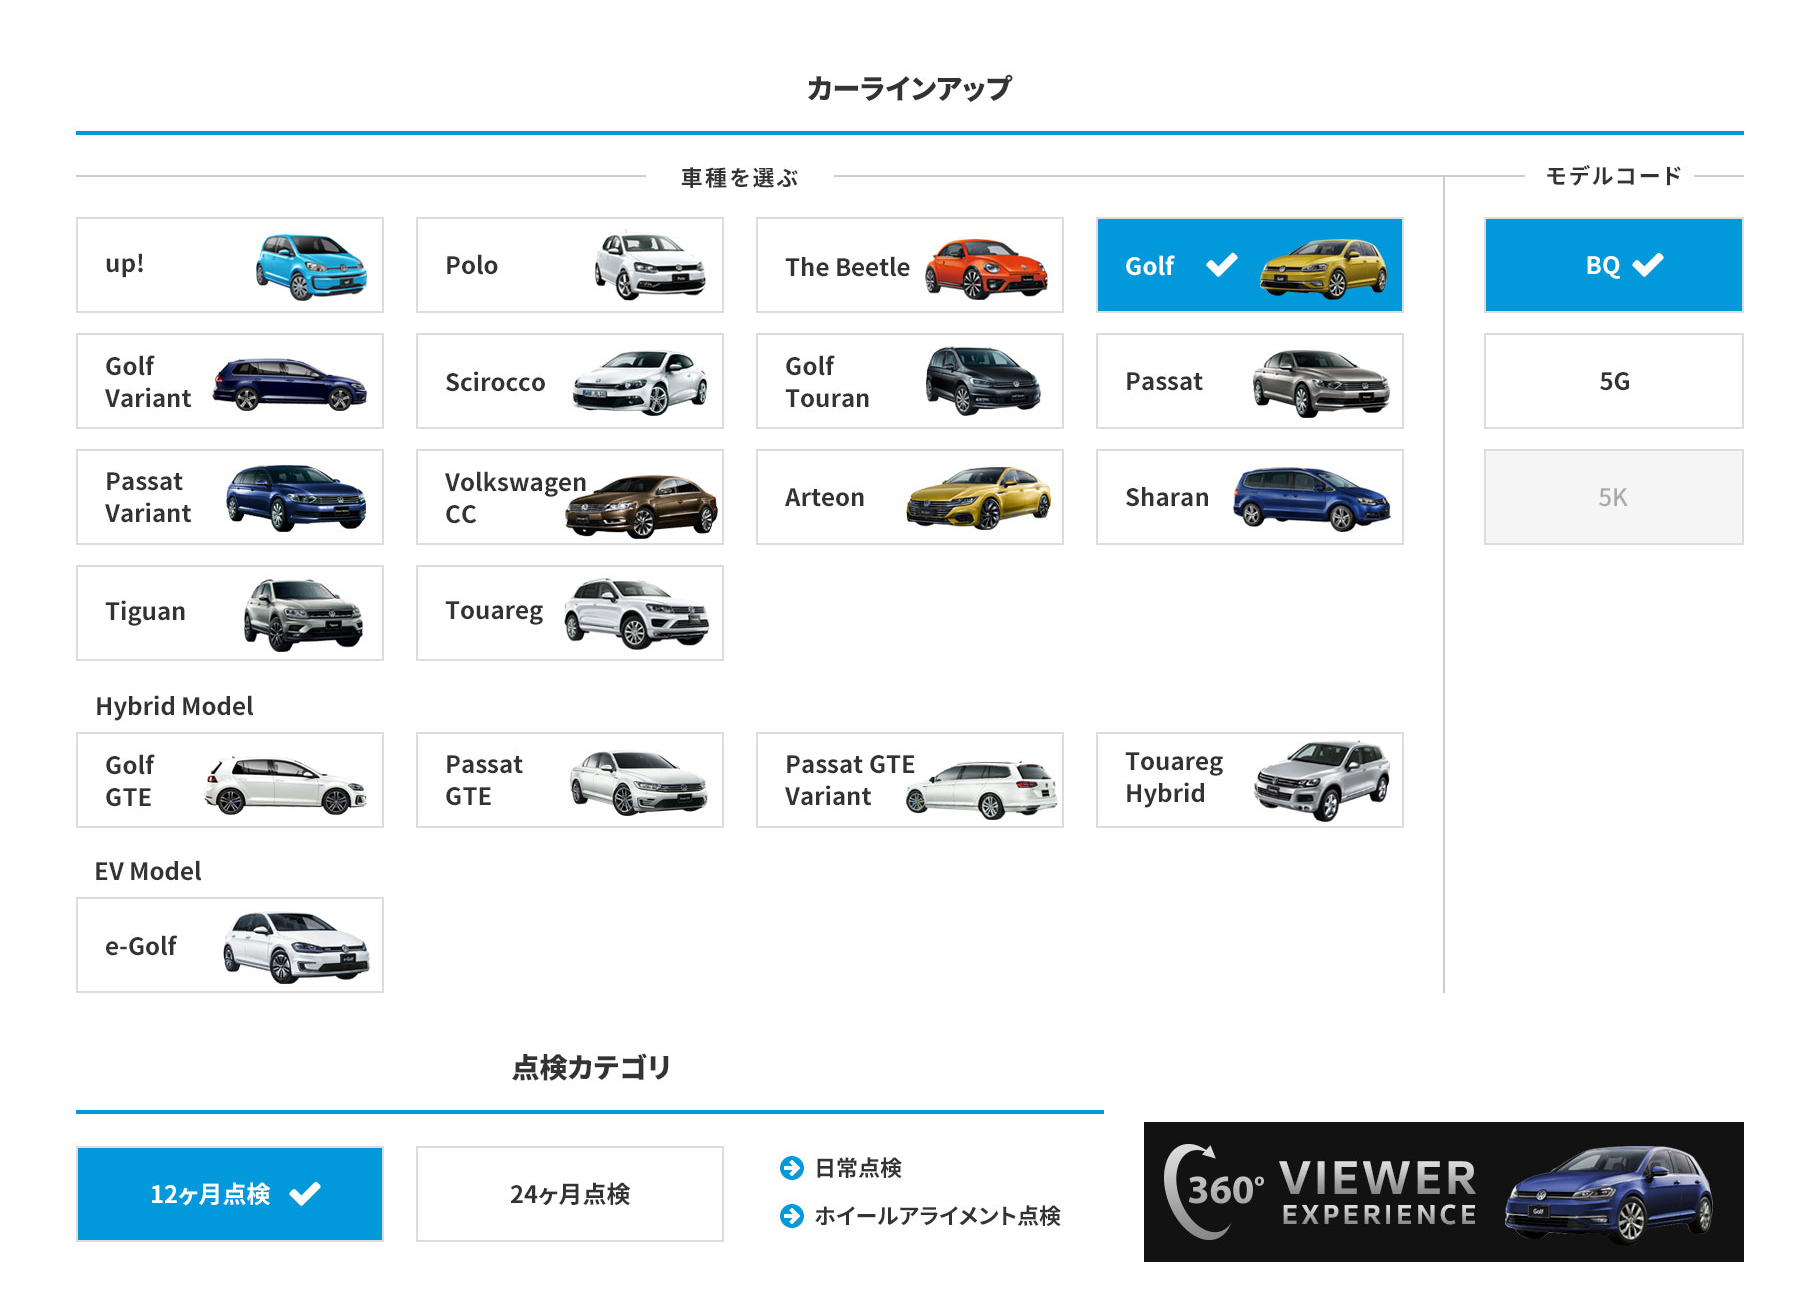 カーラインアップ
車種を選ぶ
モデルコード
up!
Polo
The Beetle
Golf
BQ
Golf
Variant
Scirocco
Golf
Touran
Passat
5G
Passat
Variant
Volkswagen
CC
Arteon
Sharan
5K
Tiguan
Touareg
Hybrid Model
Golf
GTE
Passat
GTE
Passat GTE
Variant
Touareg
Hybrid
EV Model
e-Golf
点検カテゴリ
12ヶ月点検
24ヶ月点検
日常点検
ホイールアライメント点検
360°
VIEWER
EXPERIENCE
Golf